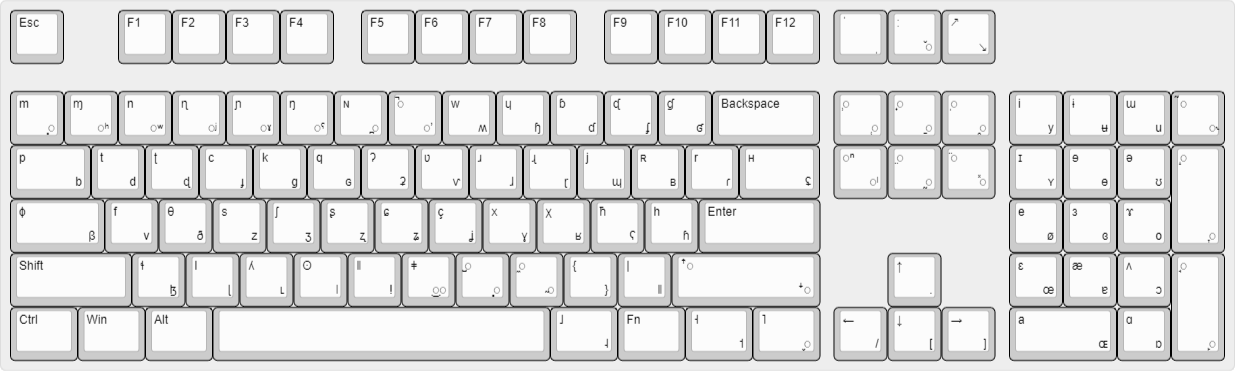 Esc F1 F2 F3 F4 F5 F6 F7 F8 F9 F10 F11 F12 ↗
↘
m ɱ n ɳ ɲ ŋ ɴ w ɥ ɓ ɗ ɠ Backspace i ɨ ɯ
ʍ ɧ ɗ ʄ ʛ y ʉ u
p t ʈ c k q ʔ ʋ ɹ ɻ j ʀ r ʜ ɪ ɘ ə
b d ɖ ɟ ɡ ɢ ʡ ⱱ ɺ ɽ ɰ ʙ ɾ ʢ ʏ ɵ ʊ
ɸ f θ s ʃ ʂ ɕ ç x χ ħ h Enter e ɜ ɤ
β v ð z ʒ ʐ ʑ ʝ ɣ ʁ ʕ ɦ ø ɞ o
Shift ɬ l ʎ ʘ ǁ ǂ { | ↑ ɛ æ ʌ
ɮ ɭ ʟ ǀ ǃ } ‖ œ ɐ ɔ
Ctrl Win Alt ˩ Fn ˧ ˥ ← ↓ → a ɑ
˨ ˦ / [ ] ɶ ɒ